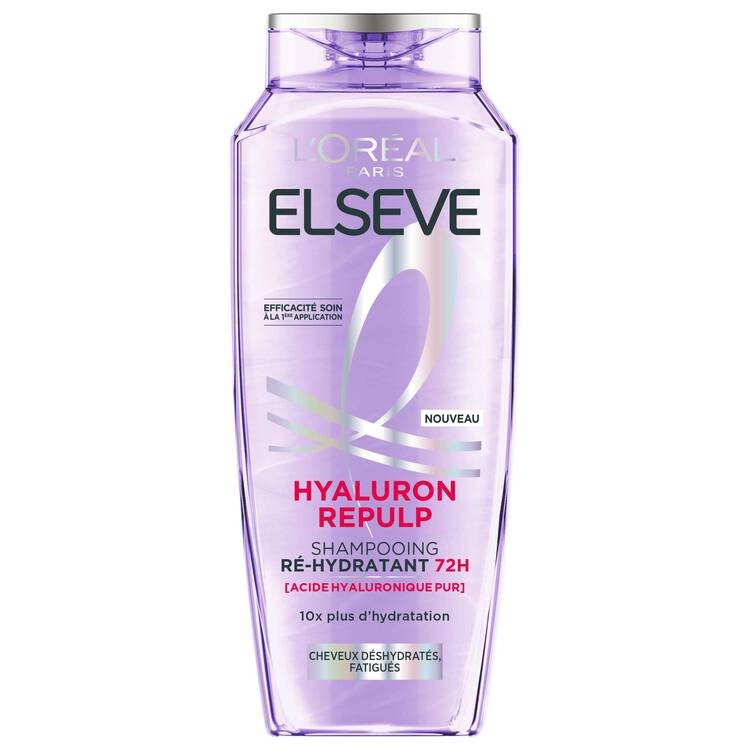 L'ORÉAL
PARIS
ELSEVE
EFFICACITÉ SOIN
À LA 1ÈRE APPLICATION
NOUVEAU
HYALURON
REPULP
SHAMPOOING
RÉ-HYDRATANT 72H
[ACIDE HYALURONIQUE PUR]
10x plus d'hydratation
CHEVEUX DÉSHYDRATÉS,
FATIGUÉS